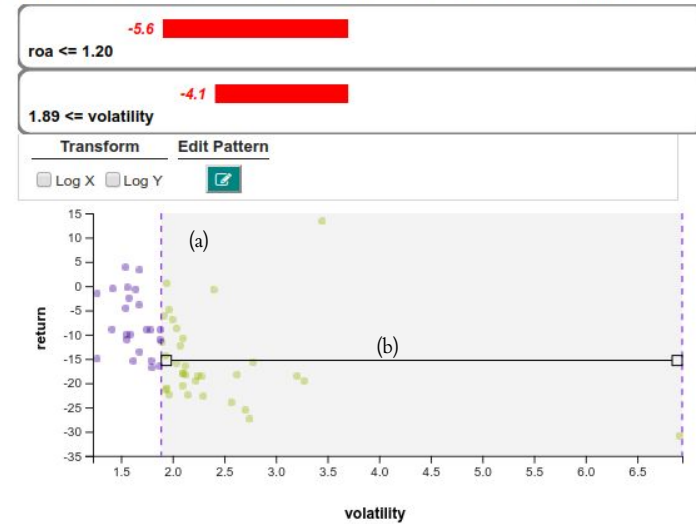 -5.6
roa <= 1.20
-4.1
1.89 <= volatility
Transform Edit Pattern
Log X Log Y
15
10
5
0
-5
-10
-15
-20
-25
-30
-35
return
(a)
(b)
1.5 2.0 2.5 3.0 3.5 4.0 4.5 5.0 5.5 6.0 6.5
volatility